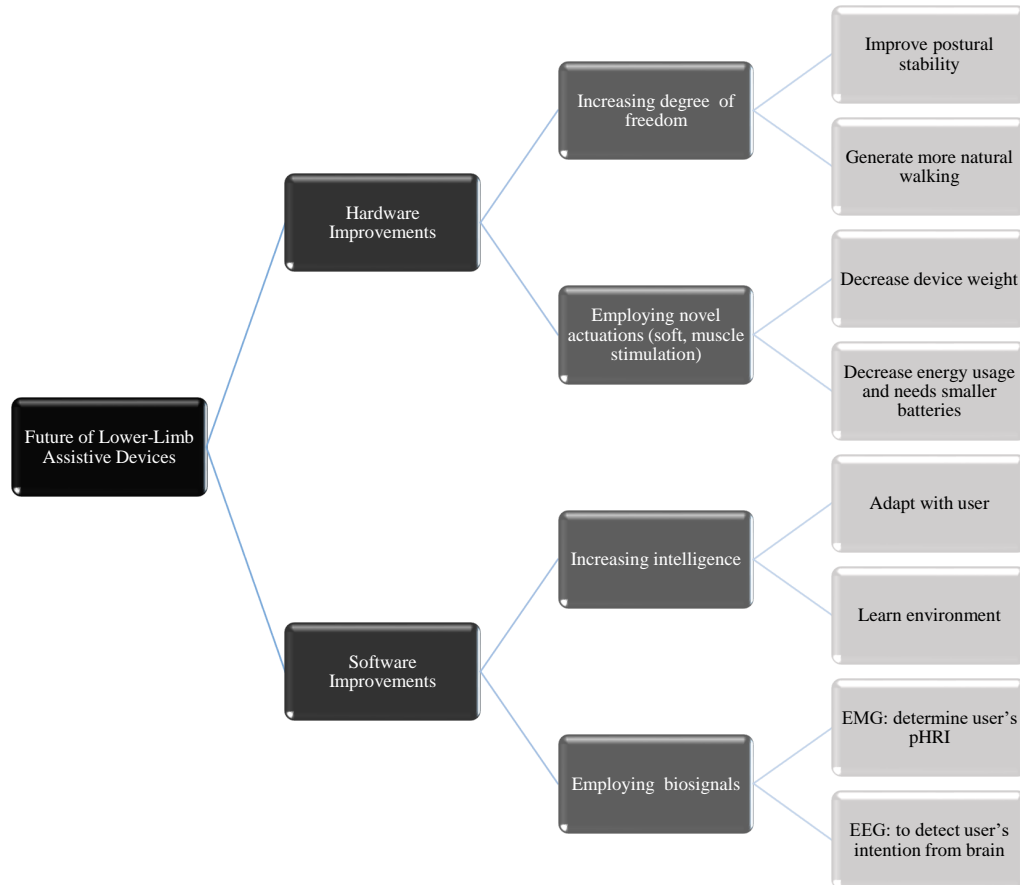 Future of Lower-Limb
Assistive Devices
Hardware
Improvements
Increasing degree of
freedom
Improve postural
stability
Generate more natural
walking
Employing novel
actuations (soft, muscle
stimulation)
Decrease device weight
Decrease energy usage
and needs smaller
batteries
Software
Improvements
Increasing intelligence
Adapt with user
Learn environment
Employing biosignals
EMG: determine user’s
pHRI
EEG: to detect user’s
intention from brain